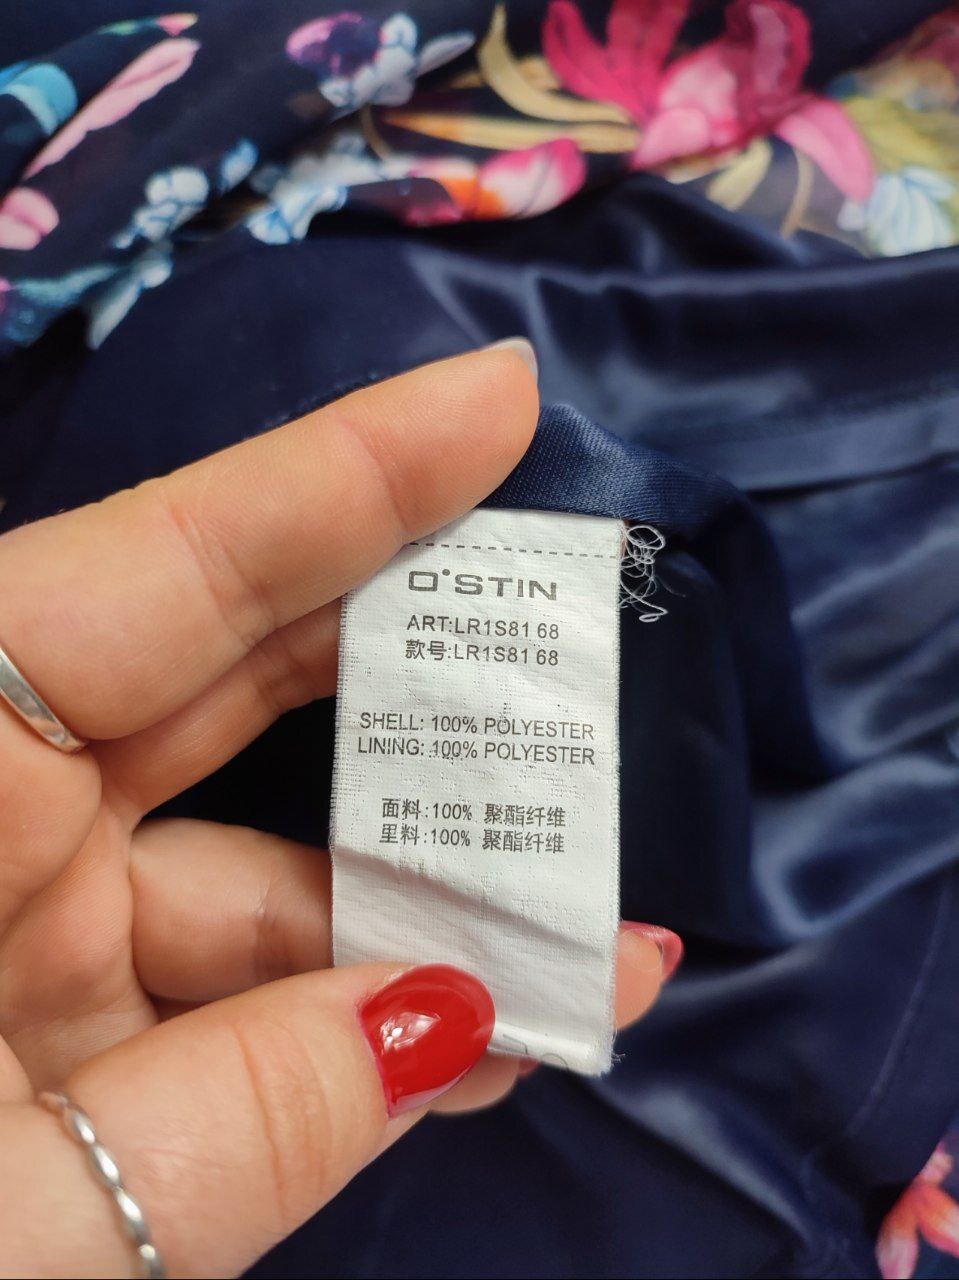 O'STIN
ART:LR1S81 68
款号:LR1S81 68
SHELL: 100% POLYESTER
LINING: 100% POLYESTER
面料:100% 聚酯纤维
里料:100% 聚酯纤维